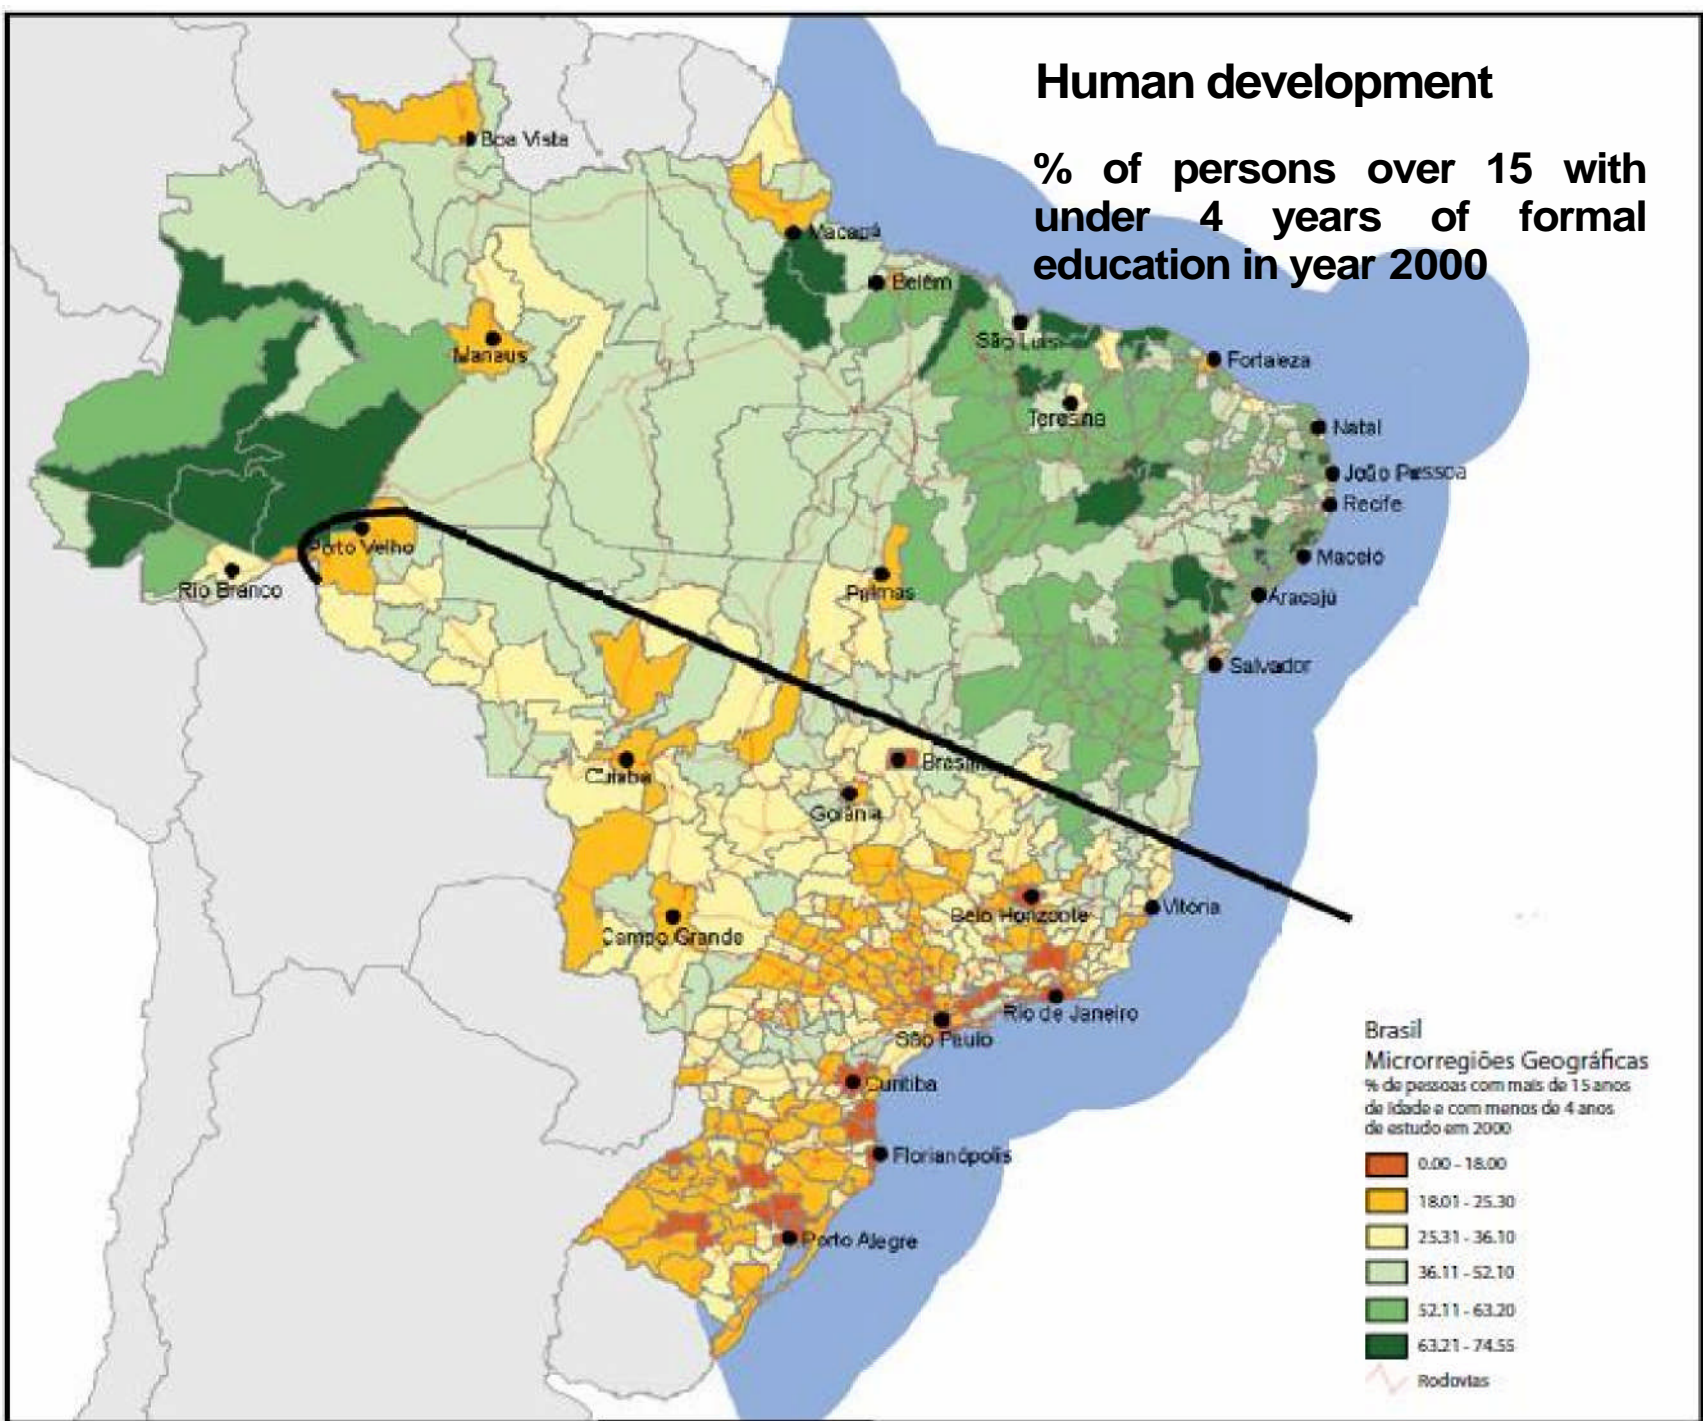 Human development
% of persons over 15 with
under 4 years of formal
education in year 2000
Boa Vista
Macapá
Belém
São Luis
Manaus
Fortaleza
Teresina
Natal
João Pessoa
Recife
Porto Velho
Maceió
Rio Branco
Palmas
Aracajú
Salvador
Brasília
Cuiaba
Goiânia
Belo Horizonte
Vitoria
Campo Grande
Rio de Janeiro
São Paulo
Curitiba
Florianópolis
Porto Alegre
Brasil
Microrregiões Geográficas
% de pessoas com mais de 15 anos
de idade e com menos de 4 anos
de estudo em 2000
0.00 - 18.00
18.01 - 25.30
25.31 - 36.10
36.11 - 52.10
52.11 - 63.20
63.21 - 74.55
Rodovias